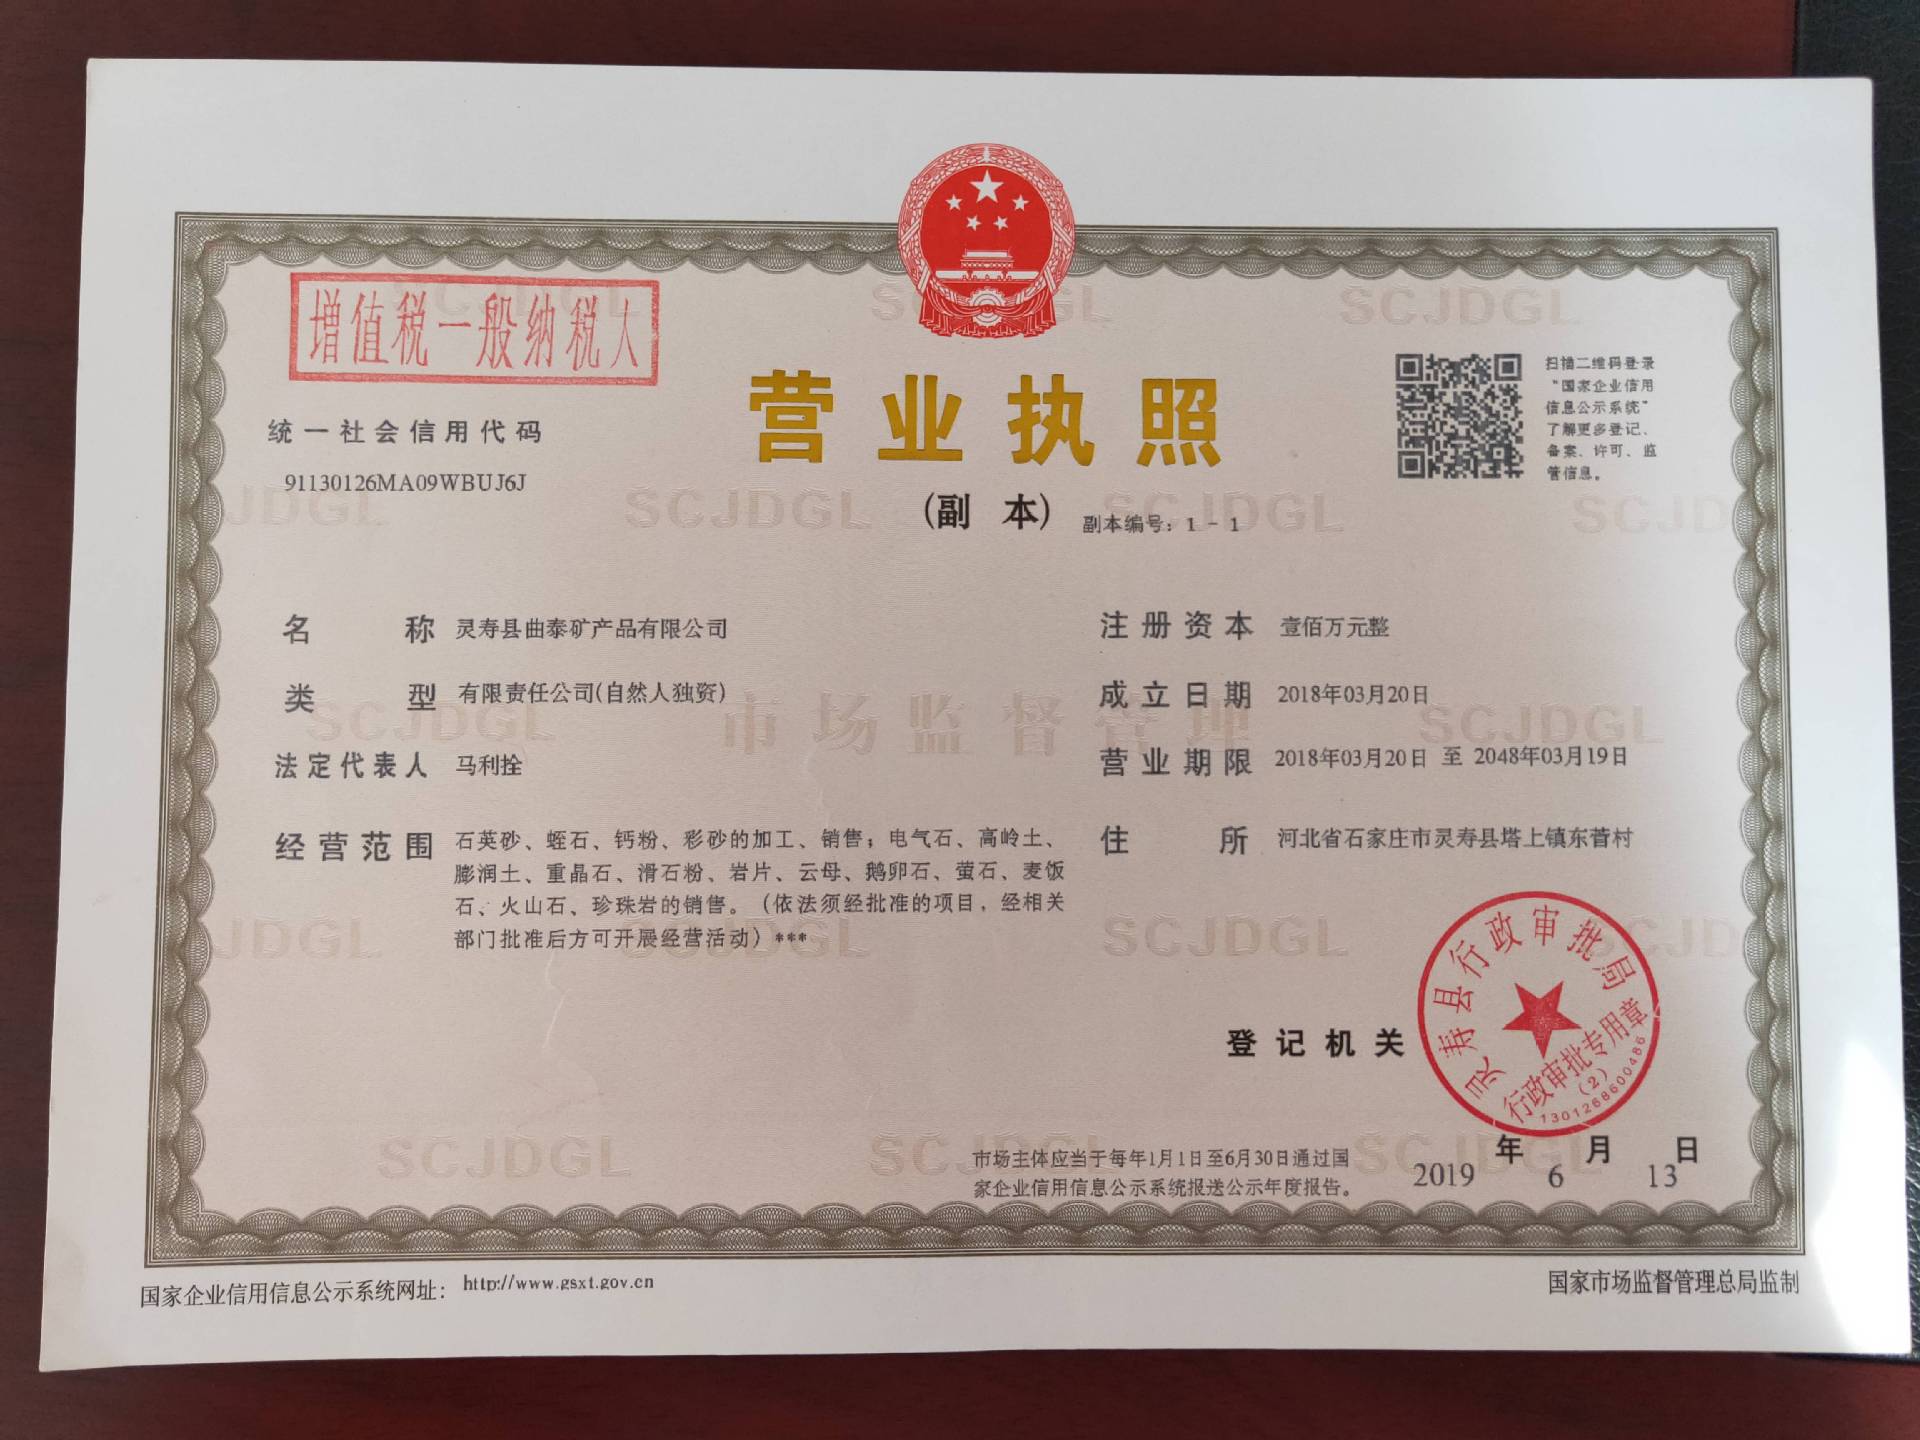 增值税一般纳税人
统一社会信用代码
91130126MA09WBUJ6J
营业执照
(副 本) 副本编号：1 - 1
扫描二维码登录
“国家企业信用
信息公示系统”
了解更多登记、
备案、许可、监
管信息。
名 称 灵寿县曲泰矿产品有限公司
类 型 有限责任公司(自然人独资)
法定代表人 马利拴
经营范围 石英砂、蛭石、钙粉、彩砂的加工、销售；电气石、高岭土、
膨润土、重晶石、滑石粉、岩片、云母、鹅卵石、萤石、麦饭
石、火山石、珍珠岩的销售。（依法须经批准的项目，经相关
部门批准后方可开展经营活动）***
注册资本 壹佰万元整
成立日期 2018年03月20日
营业期限 2018年03月20日 至 2048年03月19日
住 所 河北省石家庄市灵寿县塔上镇东菅村
登记机关
灵寿县行政审批局
行政审批专用章
(2)
1301268600486
2019 年 6 月 13 日
市场主体应当于每年1月1日至6月30日通过国
家企业信用信息公示系统报送公示年度报告。
国家企业信用信息公示系统网址： http://www.gsxt.gov.cn
国家市场监督管理总局监制
SCJDGL
市场监督管理